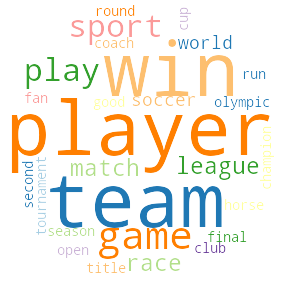 round
cup
sport
coach
world
win
play
run
fan
good
soccer
olympic
player
match
league
champion
second
tournament
team
horse
season
game
final
open
club
race
title